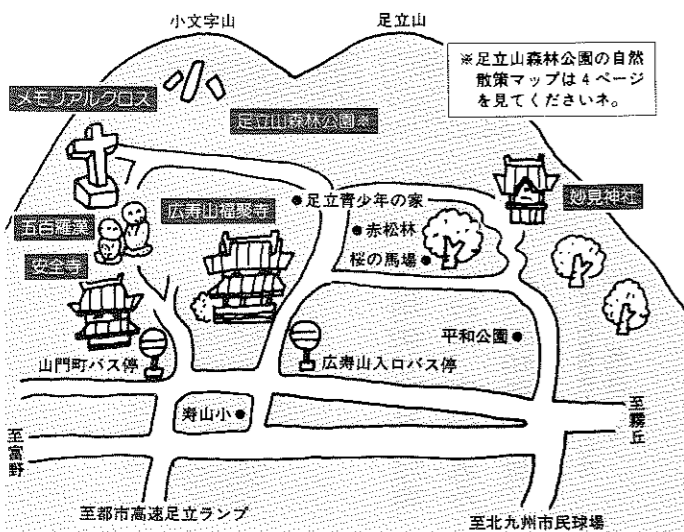 小文字山
足立山
※足立山森林公園の自然
散策マップは4ページ
を見てくださいネ。
メモリアルクロス
足立山森林公園※
妙見神社
広寿山福聚寺
足立青少年の家
五百羅漢
赤松林
安全寺
桜の馬場
平和公園
山門町バス停
広寿山入口バス停
至霧丘
寿山小
至富野
至都市高速足立ランプ
至北九州市民球場